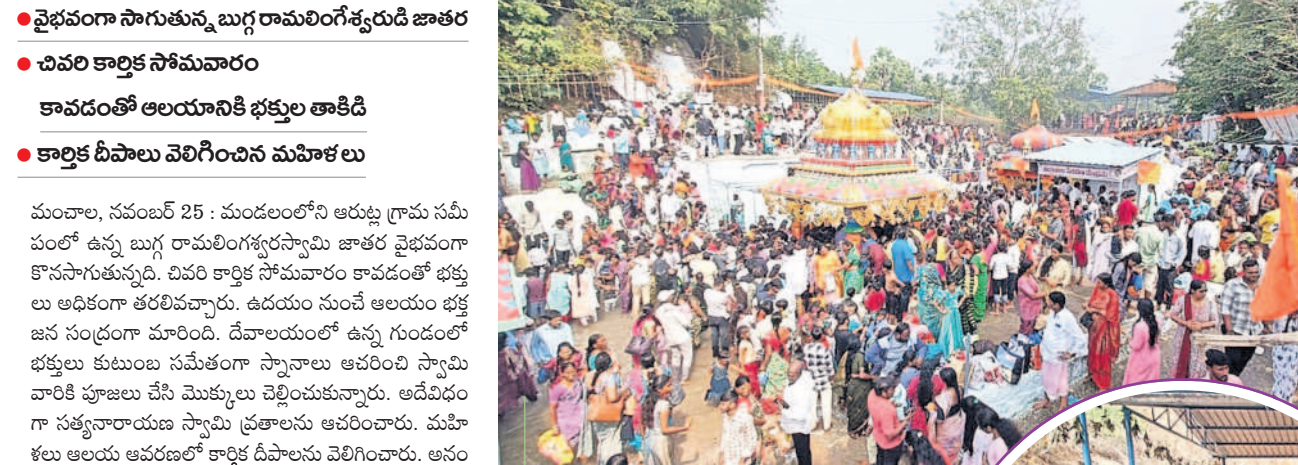 ● వైభవంగా సాగుతున్న బుగ్గ రామలింగేశ్వరుడి జాతర
● చివరి కార్తిక సోమవారం
కావడంతో ఆలయానికి భక్తుల తాకిడి
● కార్తిక దీపాలు వెలిగించిన మహిళలు
మంచాల, నవంబర్ 25 : మండలంలోని ఆరుట్ల గ్రామ సమీ
పంలో ఉన్న బుగ్గ రామలింగశ్వరస్వామి జాతర వైభవంగా
కొనసాగుతున్నది. చివరి కార్తిక సోమవారం కావడంతో భక్తు
లు అధికంగా తరలివచ్చారు. ఉదయం నుంచే ఆలయం భక్త
జన సంద్రంగా మారింది. దేవాలయంలో ఉన్న గుండంలో
భక్తులు కుటుంబ సమేతంగా స్నానాలు ఆచరించి స్వామి
వారికి పూజలు చేసి మొక్కులు చెల్లించుకున్నారు. అదేవిధం
గా సత్యనారాయణ స్వామి వ్రతాలను ఆచరించారు. మహి
ళలు ఆలయ ఆవరణలో కార్తిక దీపాలను వెలిగించారు. అనం